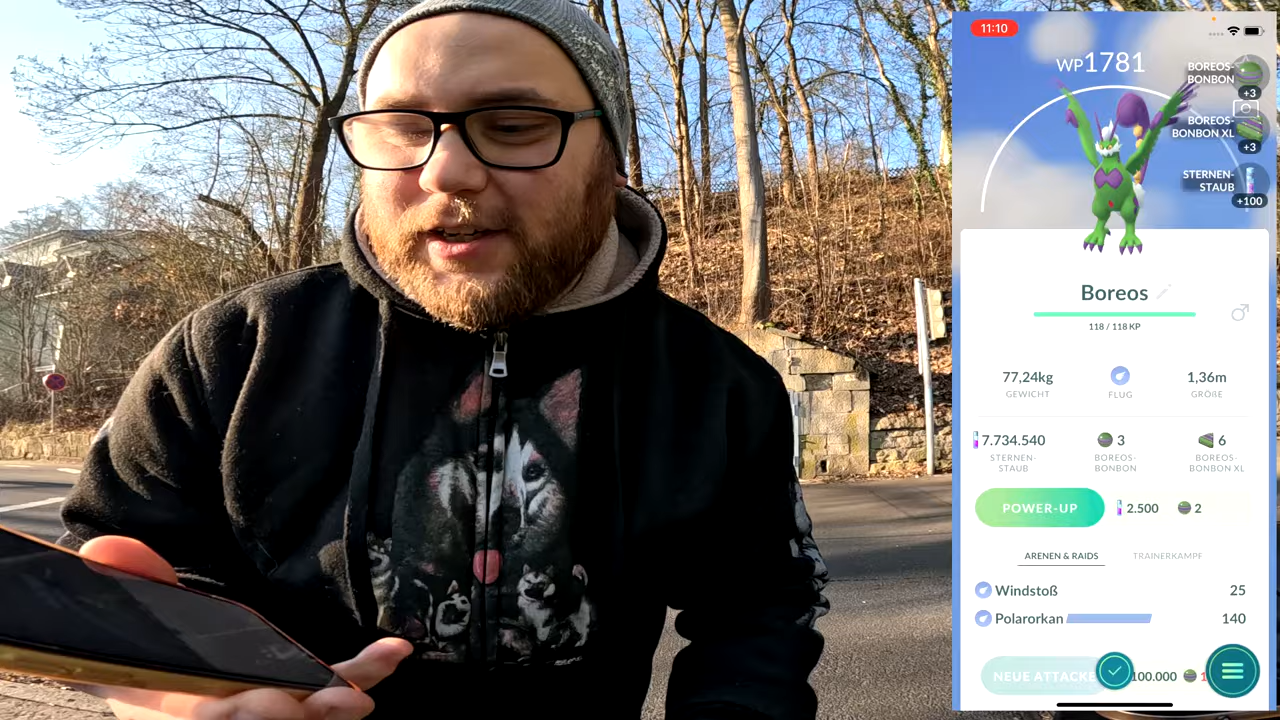 11:10
WP1781
BOREOS-
BONBON
+3
BOREOS-
BONBON XL
+3
STERNEN-
STAUB
+100
Boreos
118 / 118 KP
77,24kg
GEWICHT
FLUG
1,36m
GRÖßE
7.734.540
STERNEN-
STAUB
3
BOREOS-
BONBON
6
BOREOS-
BONBON XL
POWER-UP
2.500
2
ARENEN & RAIDS
TRAINERKAMPF
Windstoß
25
Polarorkan
140
NEUE ATTACKE
100.000